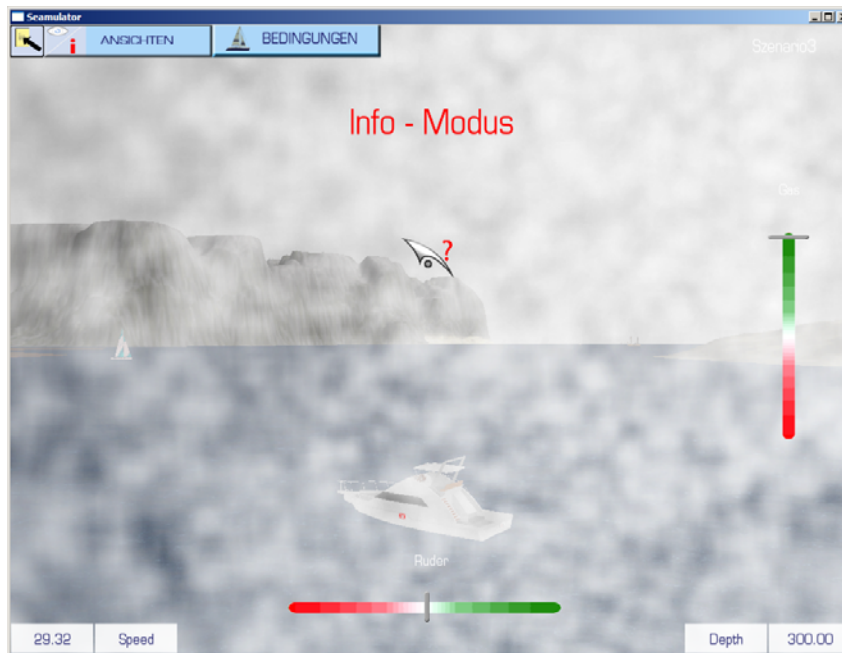 Seamulator
ANSICHTEN
BEDINGUNGEN
Szenario3
Info - Modus
?
Gas
Ruder
29.32 Speed
Depth 300.00